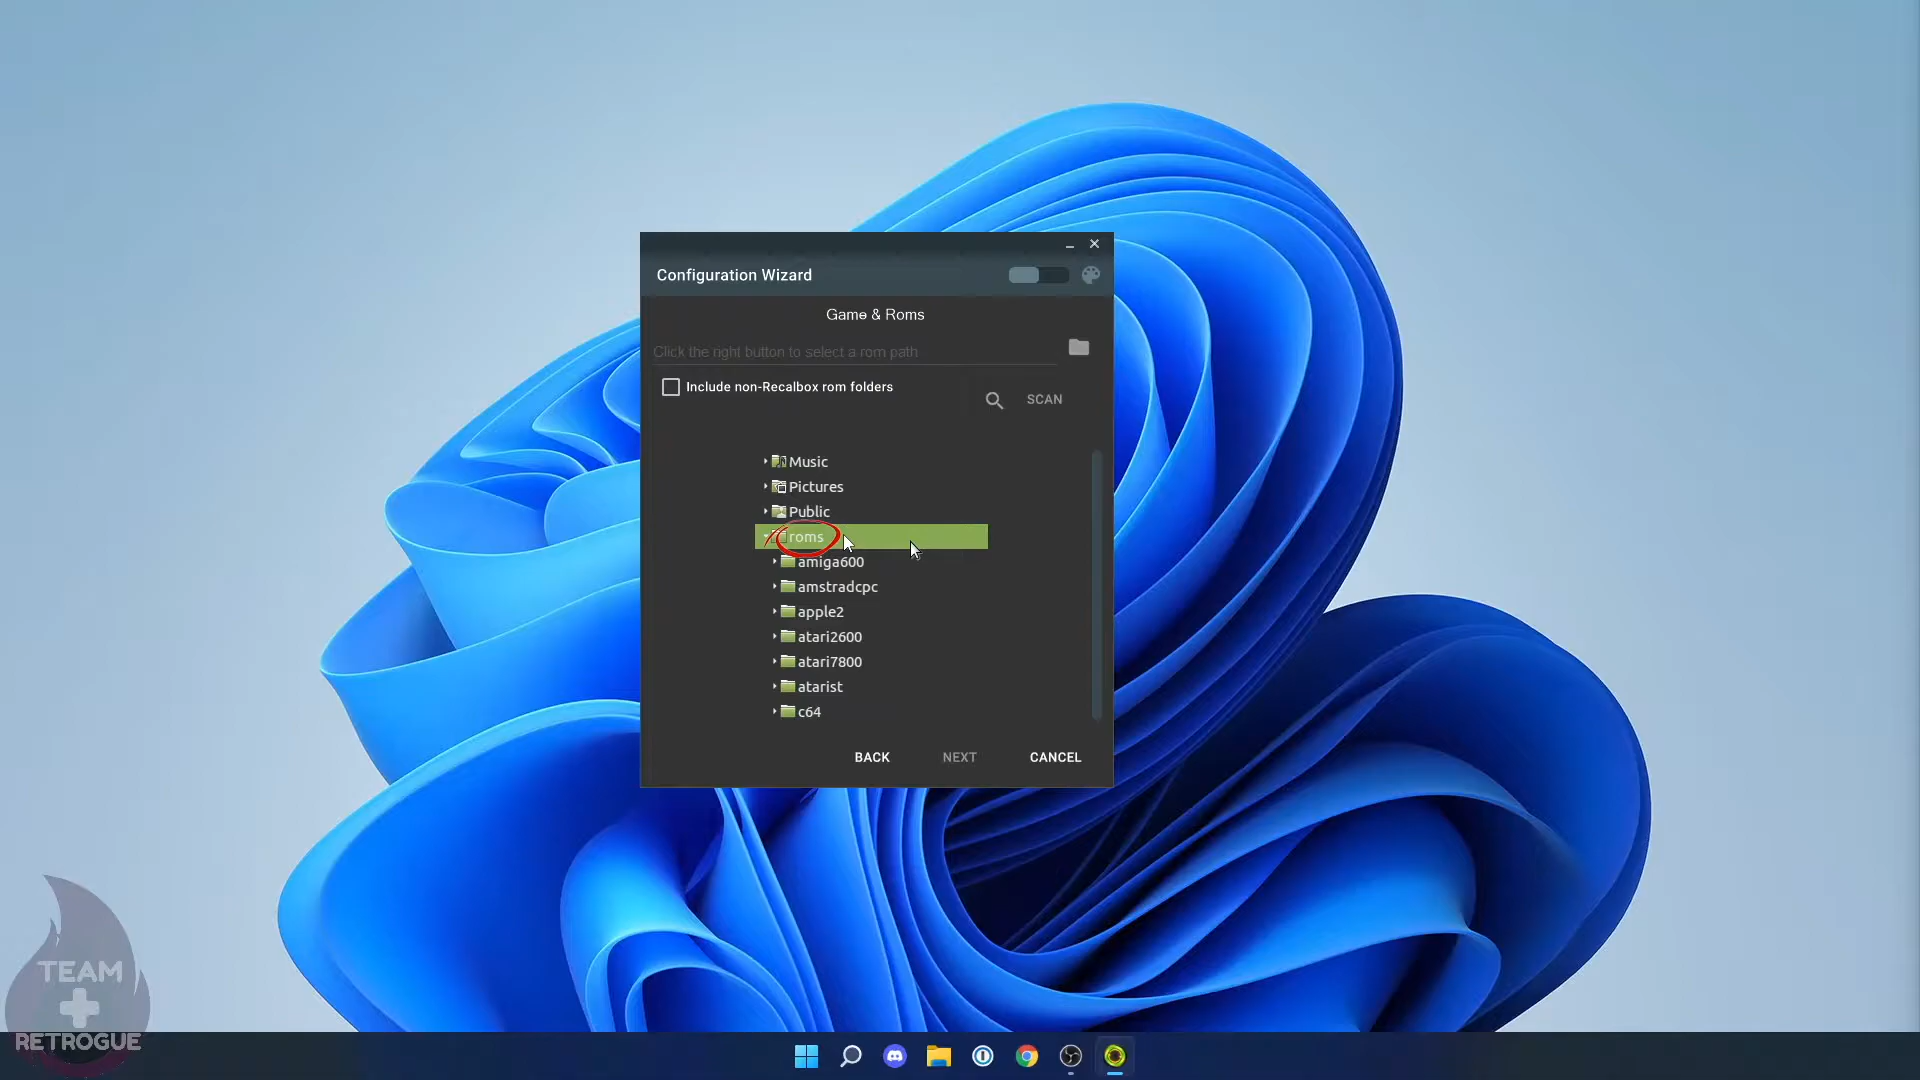 Configuration Wizard
Game & Roms
Click the right button to select a rom path
Include non-Recalbox rom folders
SCAN
Music
Pictures
Public
roms
amiga600
amstradcpc
apple2
atari2600
atari7800
atarist
c64
BACK NEXT CANCEL
TEAM
RETROGUE